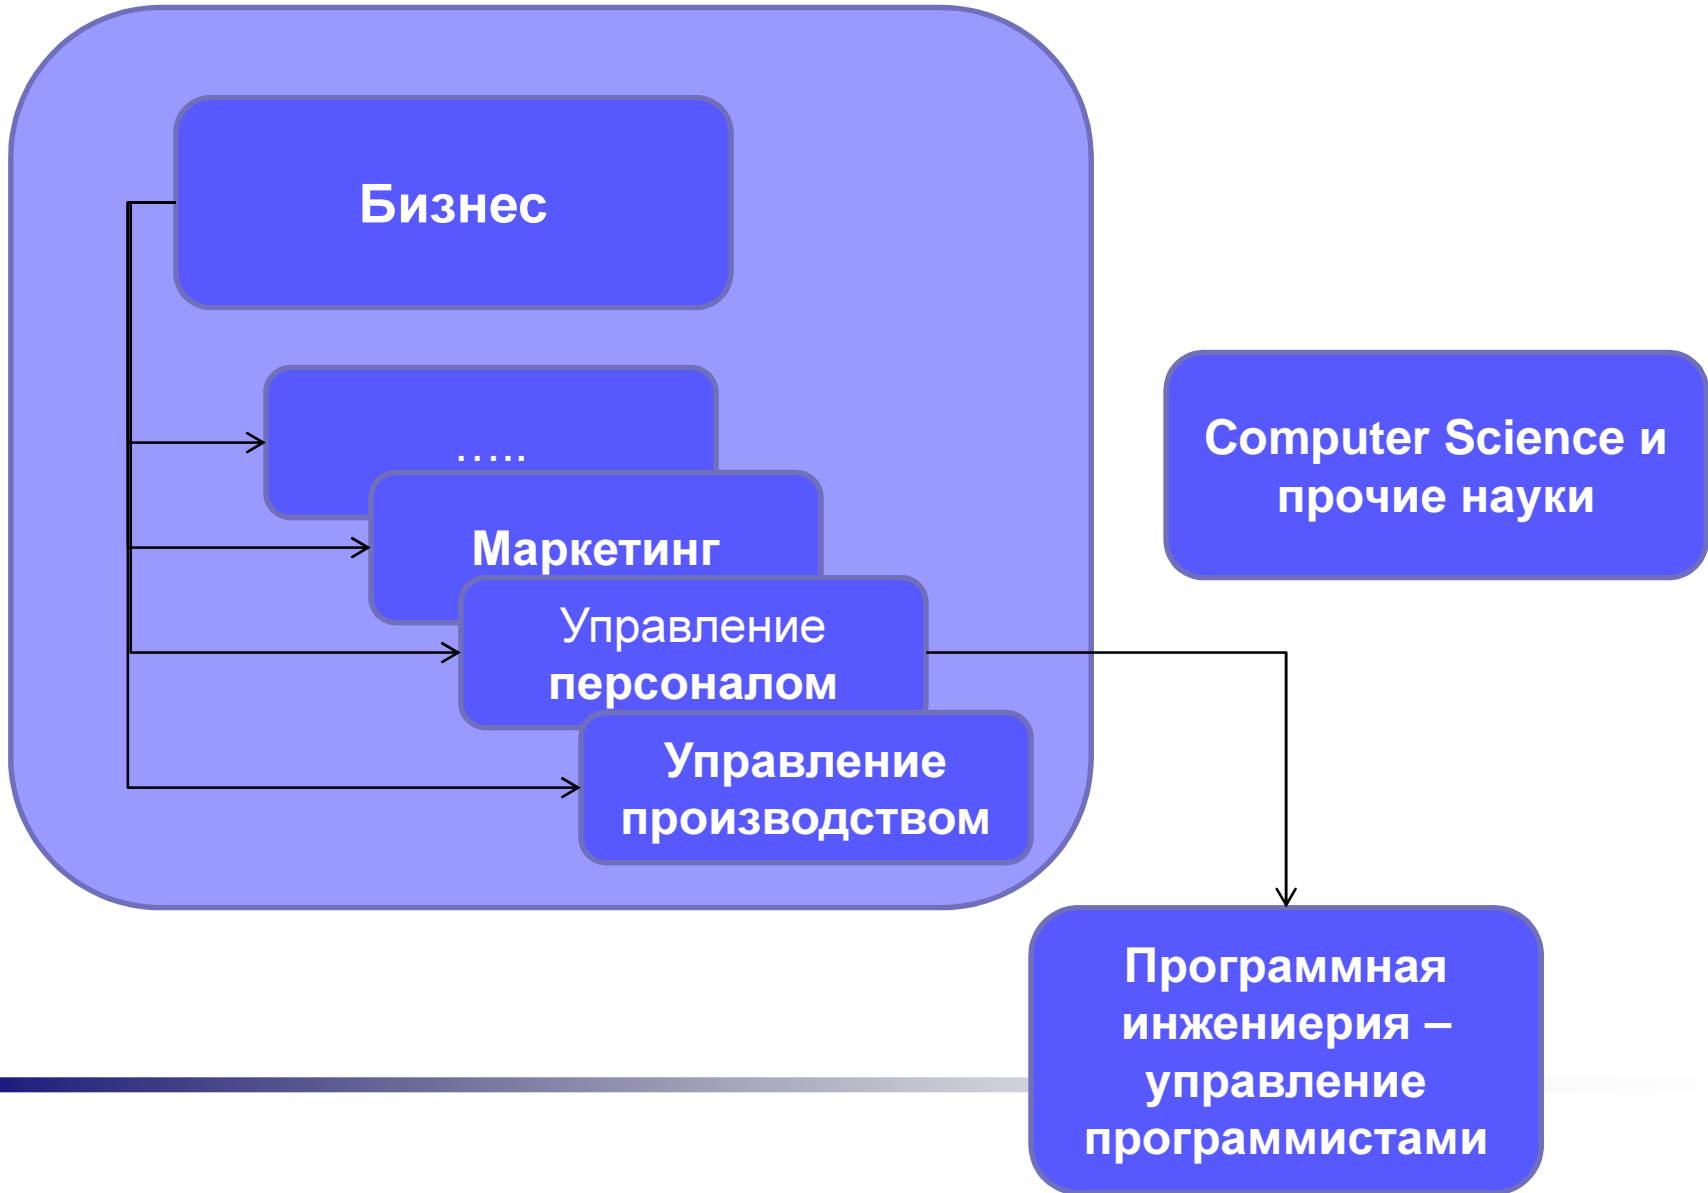 Бизнес
…..
Маркетинг
Управление
персоналом
Управление
производством
Computer Science и
прочие науки
Программная
инжениерия –
управление
программистами